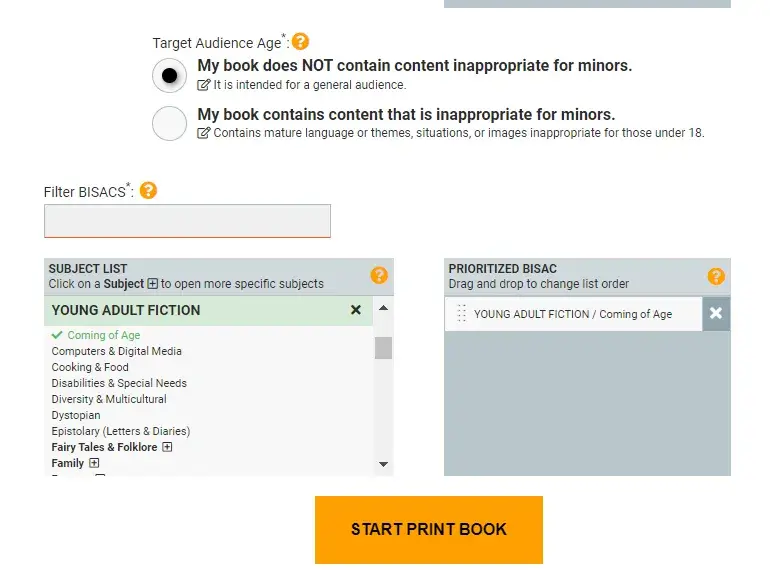 Target Audience Age*: ?
My book does NOT contain content inappropriate for minors.
It is intended for a general audience.
My book contains content that is inappropriate for minors.
Contains mature language or themes, situations, or images inappropriate for those under 18.
Filter BISACS*: ?
SUBJECT LIST
Click on a Subject + to open more specific subjects
?
YOUNG ADULT FICTION
Coming of Age
Computers & Digital Media
Cooking & Food
Disabilities & Special Needs
Diversity & Multicultural
Dystopian
Epistolary (Letters & Diaries)
Fairy Tales & Folklore +
Family +
PRIORITIZED BISAC
Drag and drop to change list order
?
YOUNG ADULT FICTION / Coming of Age
START PRINT BOOK